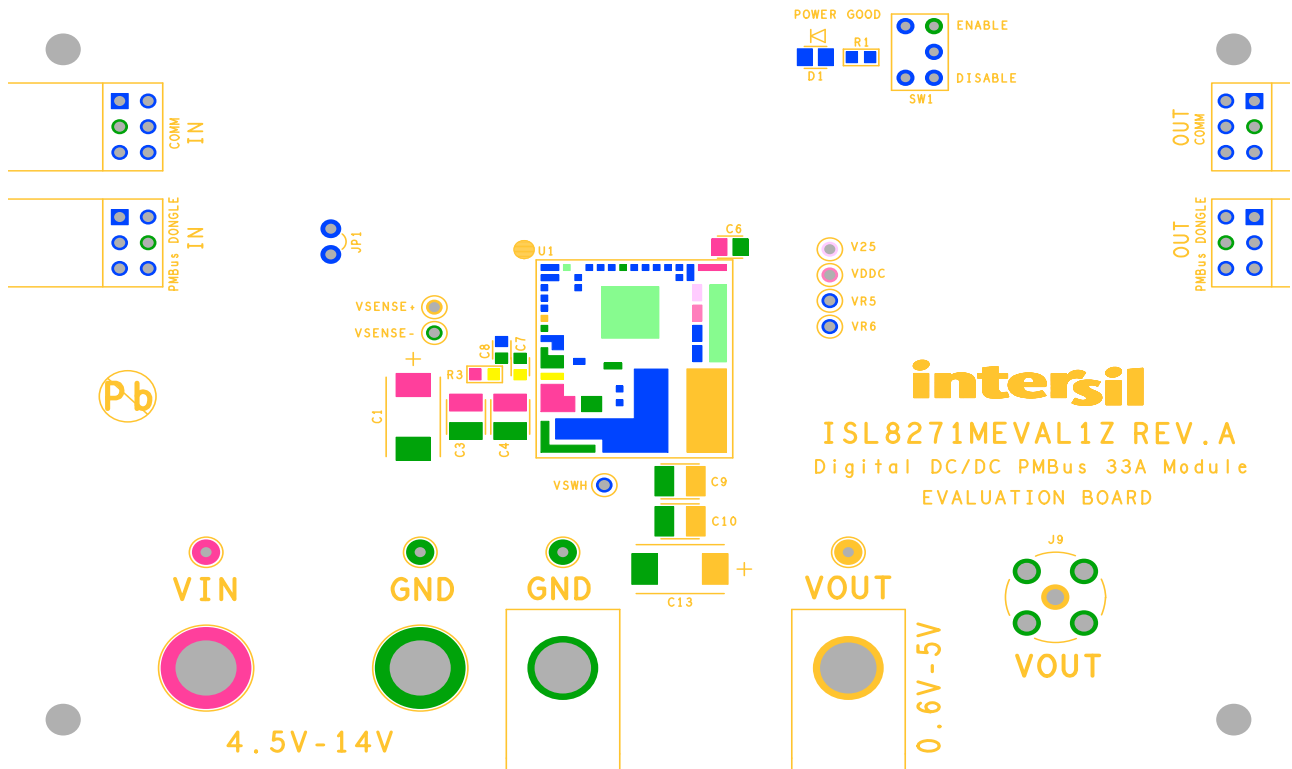 POWER GOOD
ENABLE
R1
D1
DISABLE
SW1
COMM
IN
OUT
COMM
PMBus DONGLE
IN
OUT
PMBus DONGLE
JP1
C6
U1
V25
VDDC
VR5
VR6
VSENSE+
VSENSE-
C8
C7
R3
+
C1
C3
C4
Pb
intersil
ISL8271MEVAL1Z REV.A
Digital DC/DC PMBus 33A Module
EVALUATION BOARD
VSWH
C9
C10
+
C13
J9
VIN
GND
GND
VOUT
VOUT
0.6V-5V
4.5V-14V